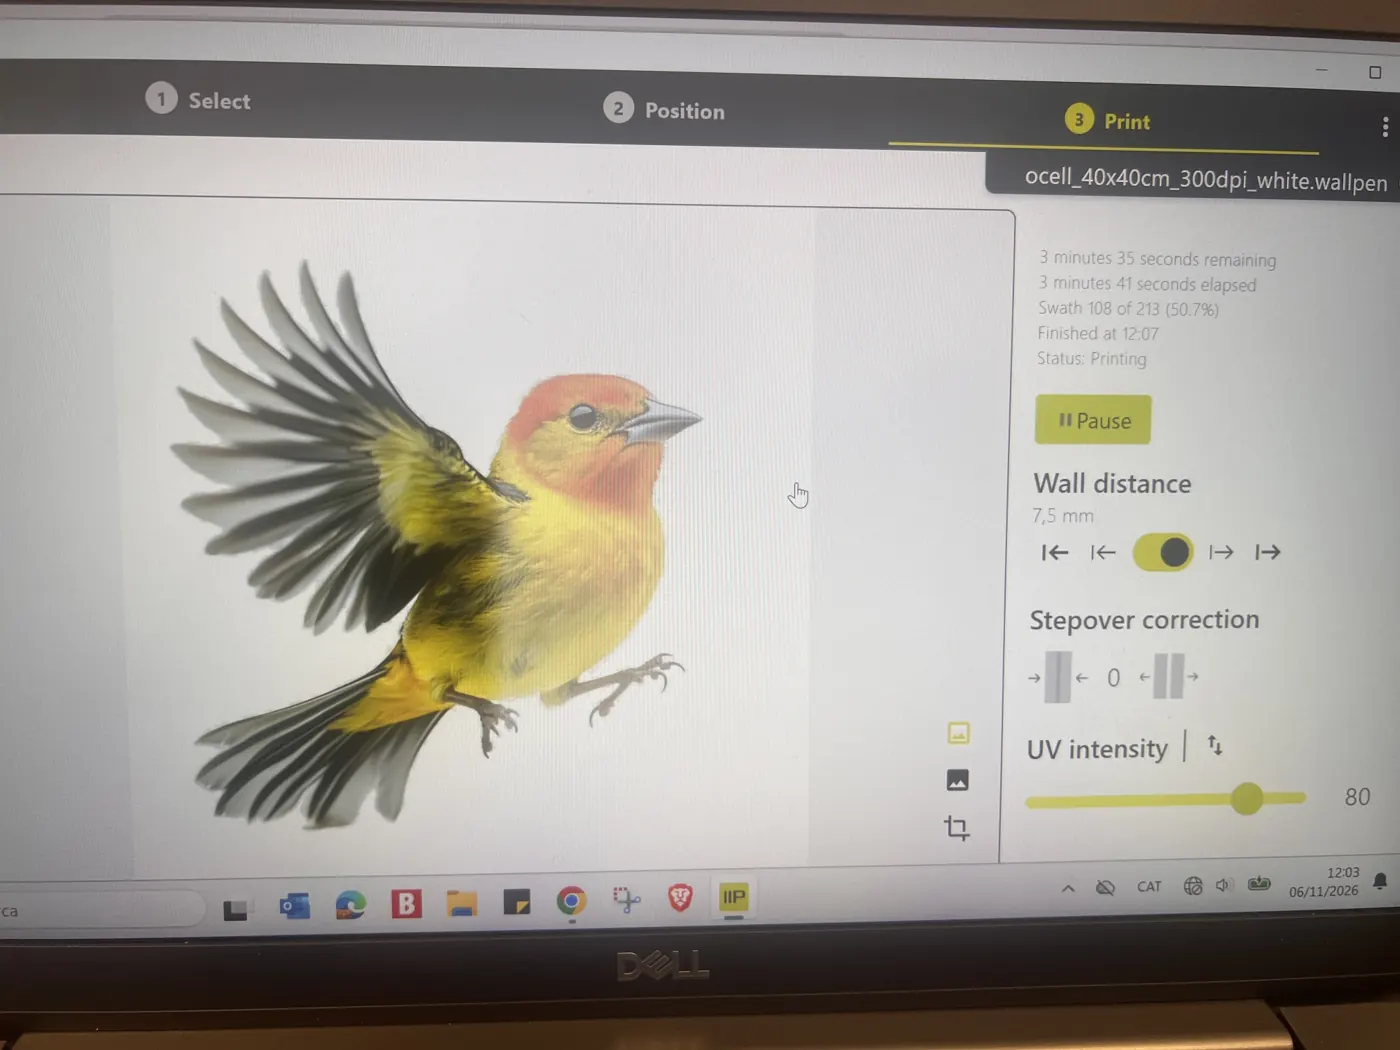 1 Select
2 Position
3 Print
ocell_40x40cm_300dpi_white.wallpen
3 minutes 35 seconds remaining
3 minutes 41 seconds elapsed
Swath 108 of 213 (50.7%)
Finished at 12:07
Status: Printing
Pause
Wall distance
7,5 mm
Stepover correction
0
UV intensity
80
ca
B
IIP
CAT
12:03
06/11/2026
DELL